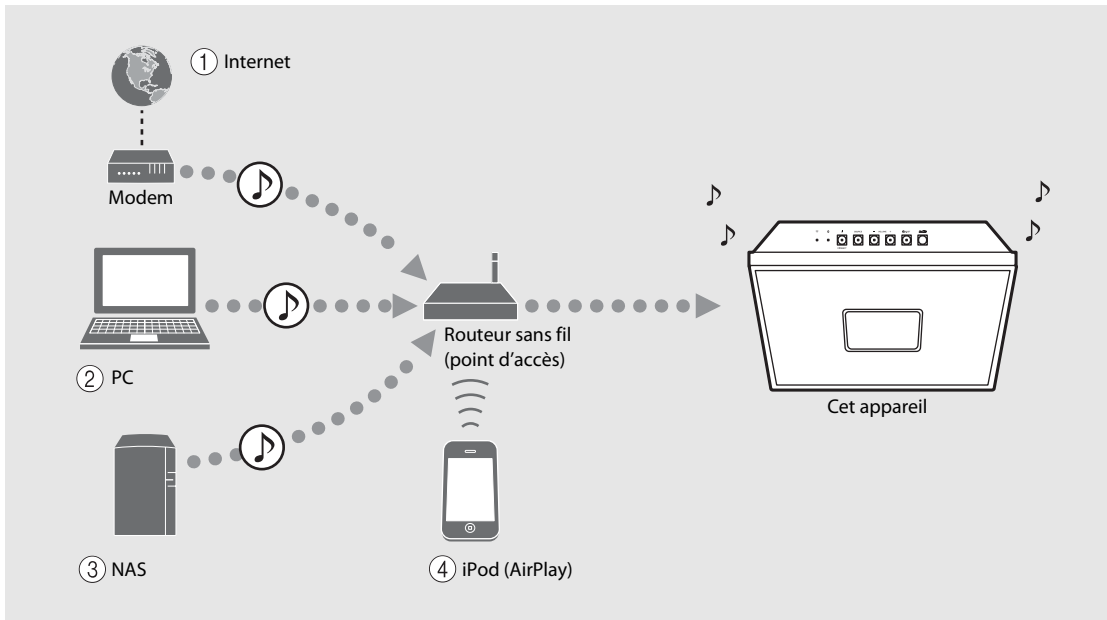 ① Internet
Modem
② PC
Routeur sans fil
(point d'accès)
Cet appareil
③ NAS
④ iPod (AirPlay)